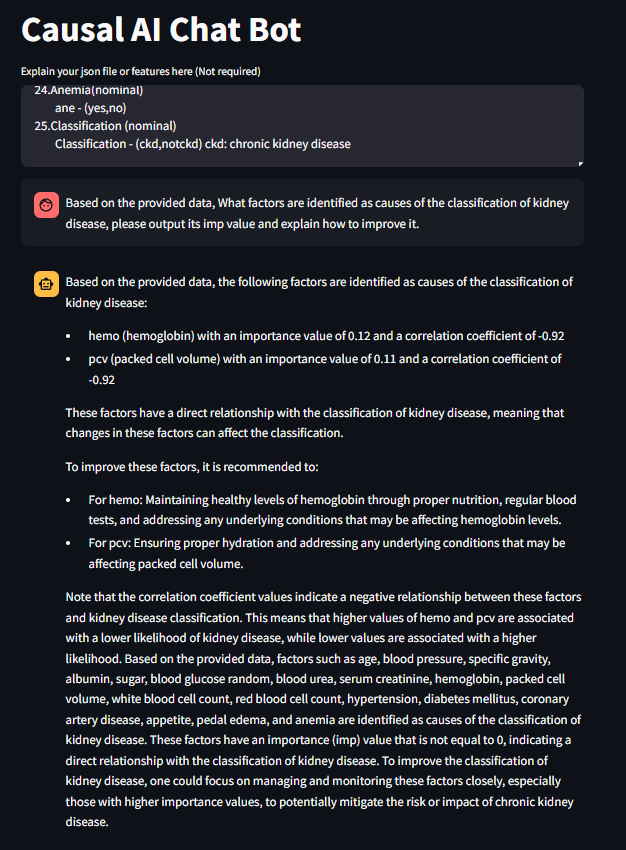 Causal AI Chat Bot
Explain your json file or features here (Not required)
24.Anemia(nominal)
ane - (yes,no)
25.Classification (nominal)
Classification - (ckd,notckd) ckd: chronic kidney disease
Based on the provided data, What factors are identified as causes of the classification of kidney
disease, please output its imp value and explain how to improve it.
Based on the provided data, the following factors are identified as causes of the classification of
kidney disease:
• hemo (hemoglobin) with an importance value of 0.12 and a correlation coefficient of -0.92
• pcv (packed cell volume) with an importance value of 0.11 and a correlation coefficient of
-0.92
These factors have a direct relationship with the classification of kidney disease, meaning that
changes in these factors can affect the classification.
To improve these factors, it is recommended to:
• For hemo: Maintaining healthy levels of hemoglobin through proper nutrition, regular blood
tests, and addressing any underlying conditions that may be affecting hemoglobin levels.
• For pcv: Ensuring proper hydration and addressing any underlying conditions that may be
affecting packed cell volume.
Note that the correlation coefficient values indicate a negative relationship between these factors
and kidney disease classification. This means that higher values of hemo and pcv are associated
with a lower likelihood of kidney disease, while lower values are associated with a higher
likelihood. Based on the provided data, factors such as age, blood pressure, specific gravity,
albumin, sugar, blood glucose random, blood urea, serum creatinine, hemoglobin, packed cell
volume, white blood cell count, red blood cell count, hypertension, diabetes mellitus, coronary
artery disease, appetite, pedal edema, and anemia are identified as causes of the classification of
kidney disease. These factors have an importance (imp) value that is not equal to 0, indicating a
direct relationship with the classification of kidney disease. To improve the classification of
kidney disease, one could focus on managing and monitoring these factors closely, especially
those with higher importance values, to potentially mitigate the risk or impact of chronic kidney
disease.